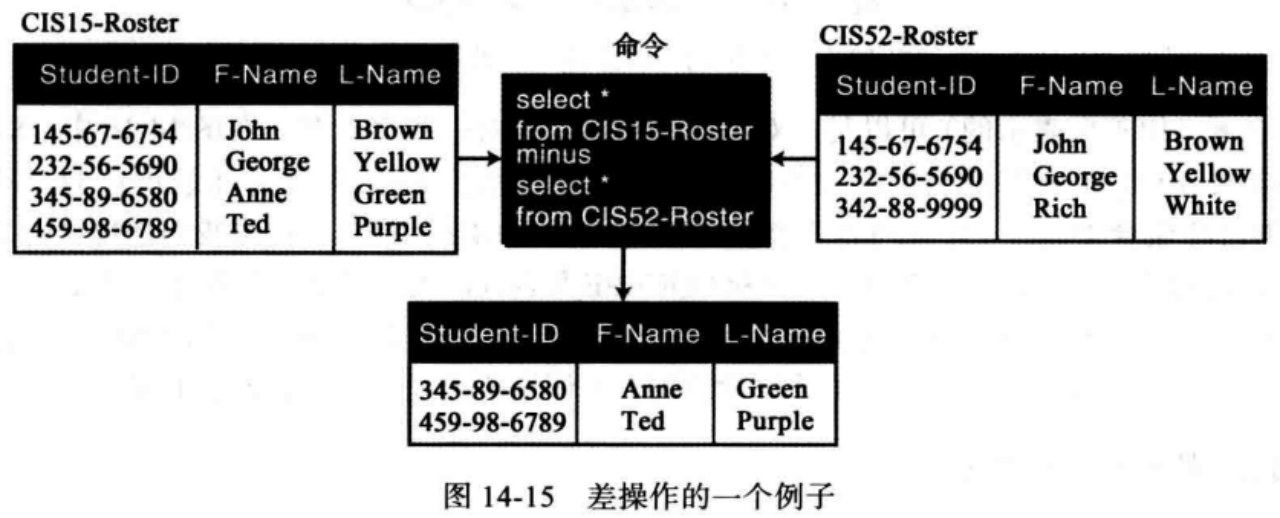 CIS15-Roster
Student-ID F-Name L-Name
145-67-6754 John Brown
232-56-5690 George Yellow
345-89-6580 Anne Green
459-98-6789 Ted Purple
命令
select *
from CIS15-Roster
minus
select *
from CIS52-Roster
CIS52-Roster
Student-ID F-Name L-Name
145-67-6754 John Brown
232-56-5690 George Yellow
342-88-9999 Rich White
Student-ID F-Name L-Name
345-89-6580 Anne Green
459-98-6789 Ted Purple
图 14-15 差操作的一个例子